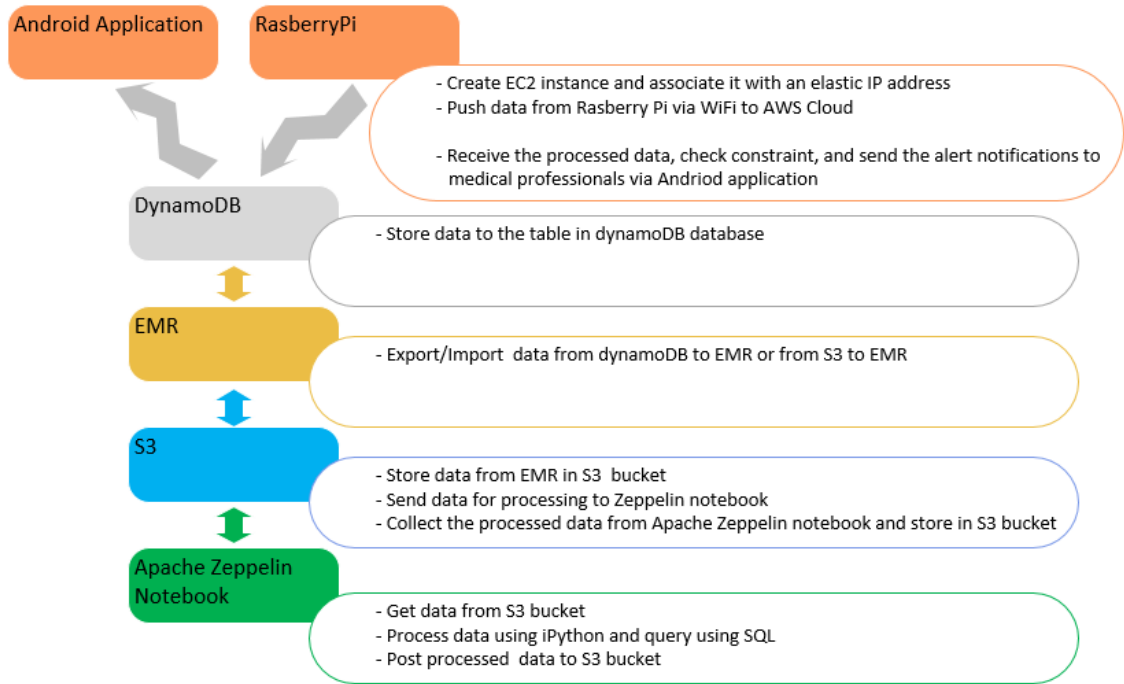 Android Application
RasberryPi
- Create EC2 instance and associate it with an elastic IP address
- Push data from Rasberry Pi via WiFi to AWS Cloud
- Receive the processed data, check constraint, and send the alert notifications to
medical professionals via Andriod application
DynamoDB
- Store data to the table in dynamoDB database
EMR
- Export/Import  data from dynamoDB to EMR or from S3 to EMR
S3
- Store data from EMR in S3  bucket
- Send data for processing to Zeppelin notebook
- Collect the processed data from Apache Zeppelin notebook and store in S3 bucket
Apache Zeppelin
Notebook
- Get data from S3 bucket
- Process data using iPython and query using SQL
- Post processed  data to S3 bucket